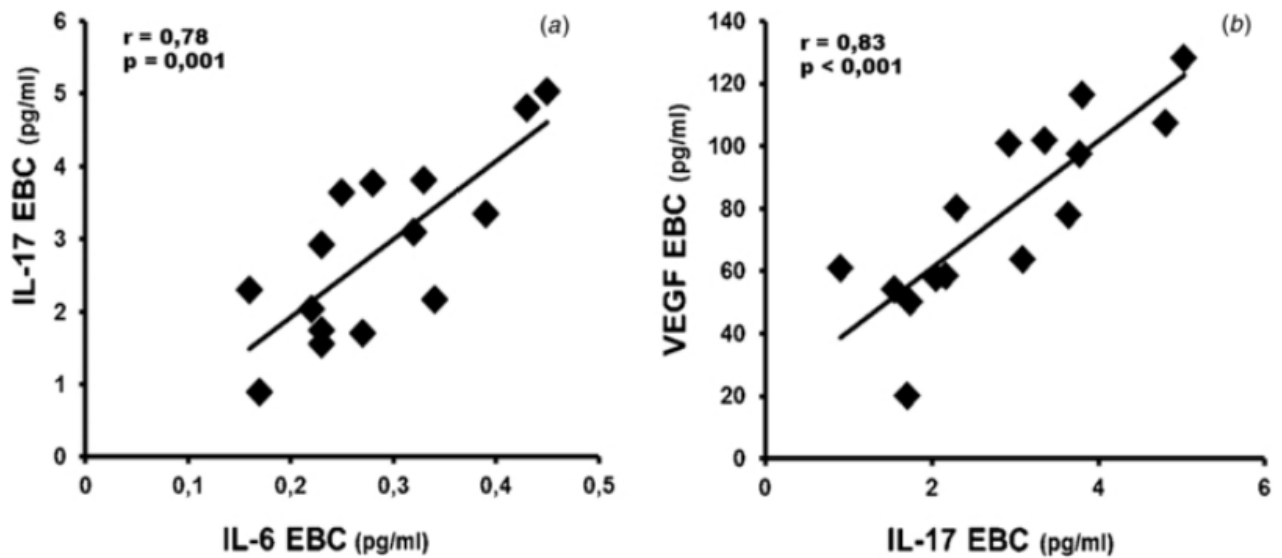 (a)
r = 0,78
p = 0,001
IL-17 EBC (pg/ml)
6
5
4
3
2
1
0
0 0,1 0,2 0,3 0,4 0,5
IL-6 EBC (pg/ml)
(b)
r = 0,83
p < 0,001
VEGF EBC (pg/ml)
140
120
100
80
60
40
20
0
0 2 4 6
IL-17 EBC (pg/ml)